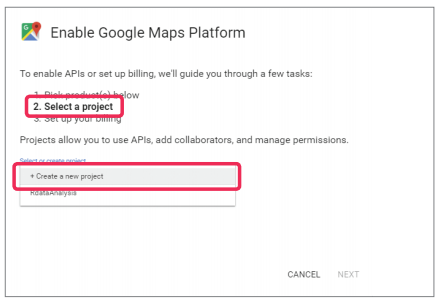 Enable Google Maps Platform
To enable APIs or set up billing, we'll guide you through a few tasks:
1. Pick product(s) below
2. Select a project
3. Set up your billing
Projects allow you to use APIs, add collaborators, and manage permissions.
Select or create project
+ Create a new project
RdataAnalysis
CANCEL NEXT